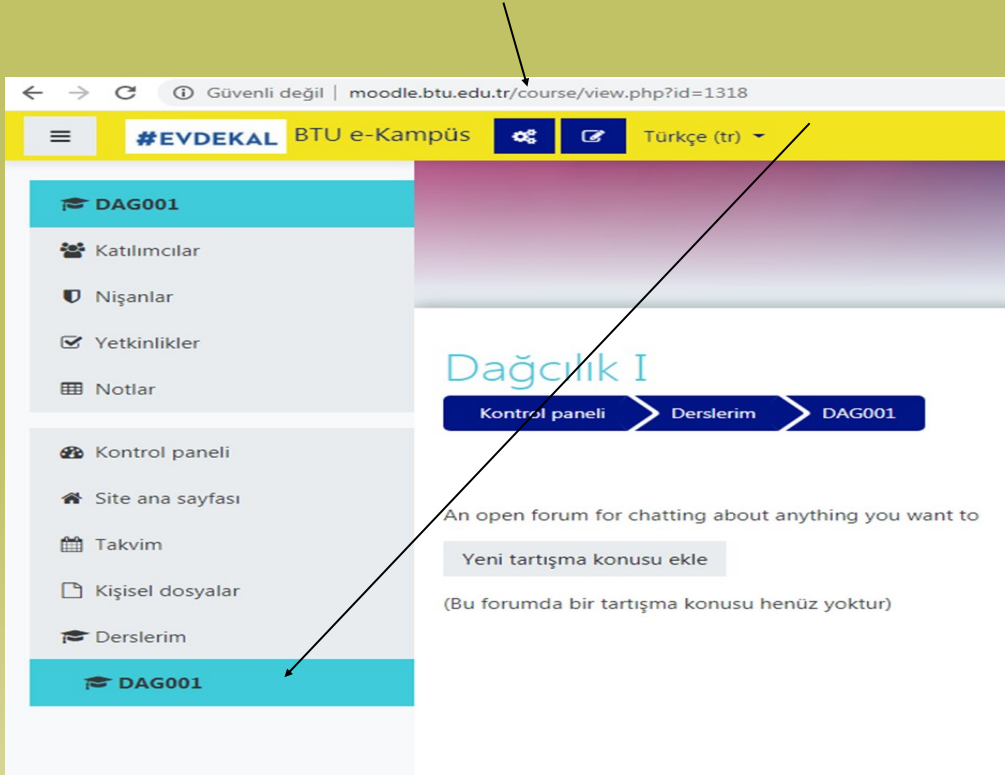 Güvenli değil | moodle.btu.edu.tr/course/view.php?id=1318
#EVDEKAL BTU e-Kampüs Türkçe (tr)
DAG001
Katılımcılar
Nişanlar
Yetkinlikler
Notlar
Kontrol paneli
Site ana sayfası
Takvim
Kişisel dosyalar
Derslerim
DAG001
Dağcılık I
Kontrol paneli Derslerim DAG001
An open forum for chatting about anything you want to
Yeni tartışma konusu ekle
(Bu forumda bir tartışma konusu henüz yoktur)